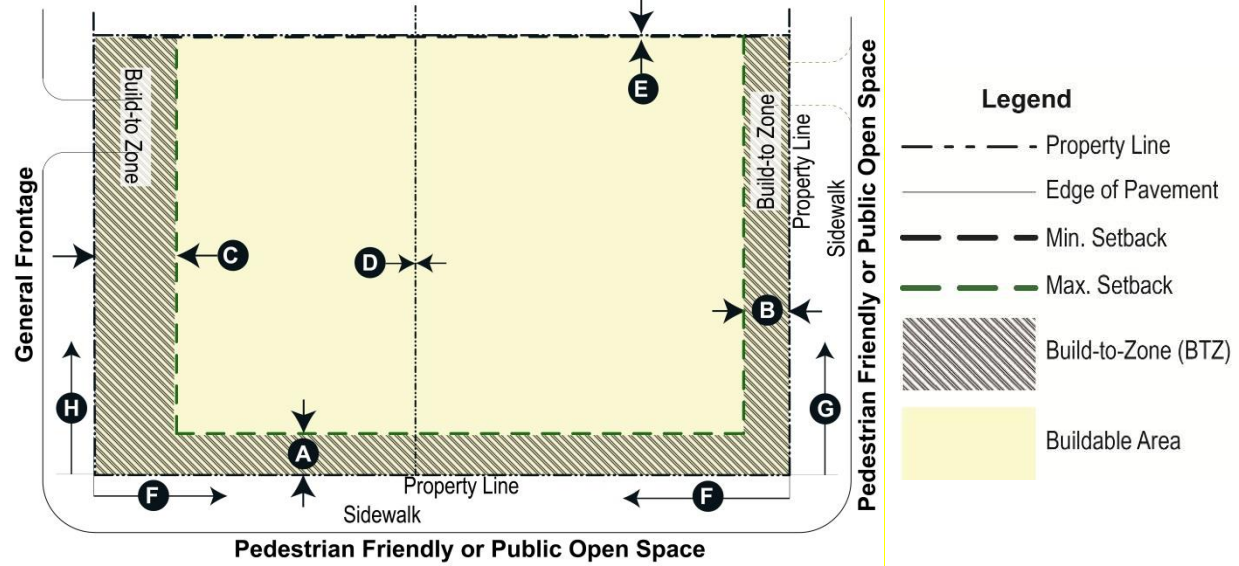 Build-to Zone
E
Build-to Zone
Property Line
Sidewalk
Pedestrian Friendly or Public Open Space
General Frontage
C
D
B
H
G
A
F
F
Property Line
Sidewalk
Pedestrian Friendly or Public Open Space
Legend
Property Line
Edge of Pavement
Min. Setback
Max. Setback
Build-to-Zone (BTZ)
Buildable Area